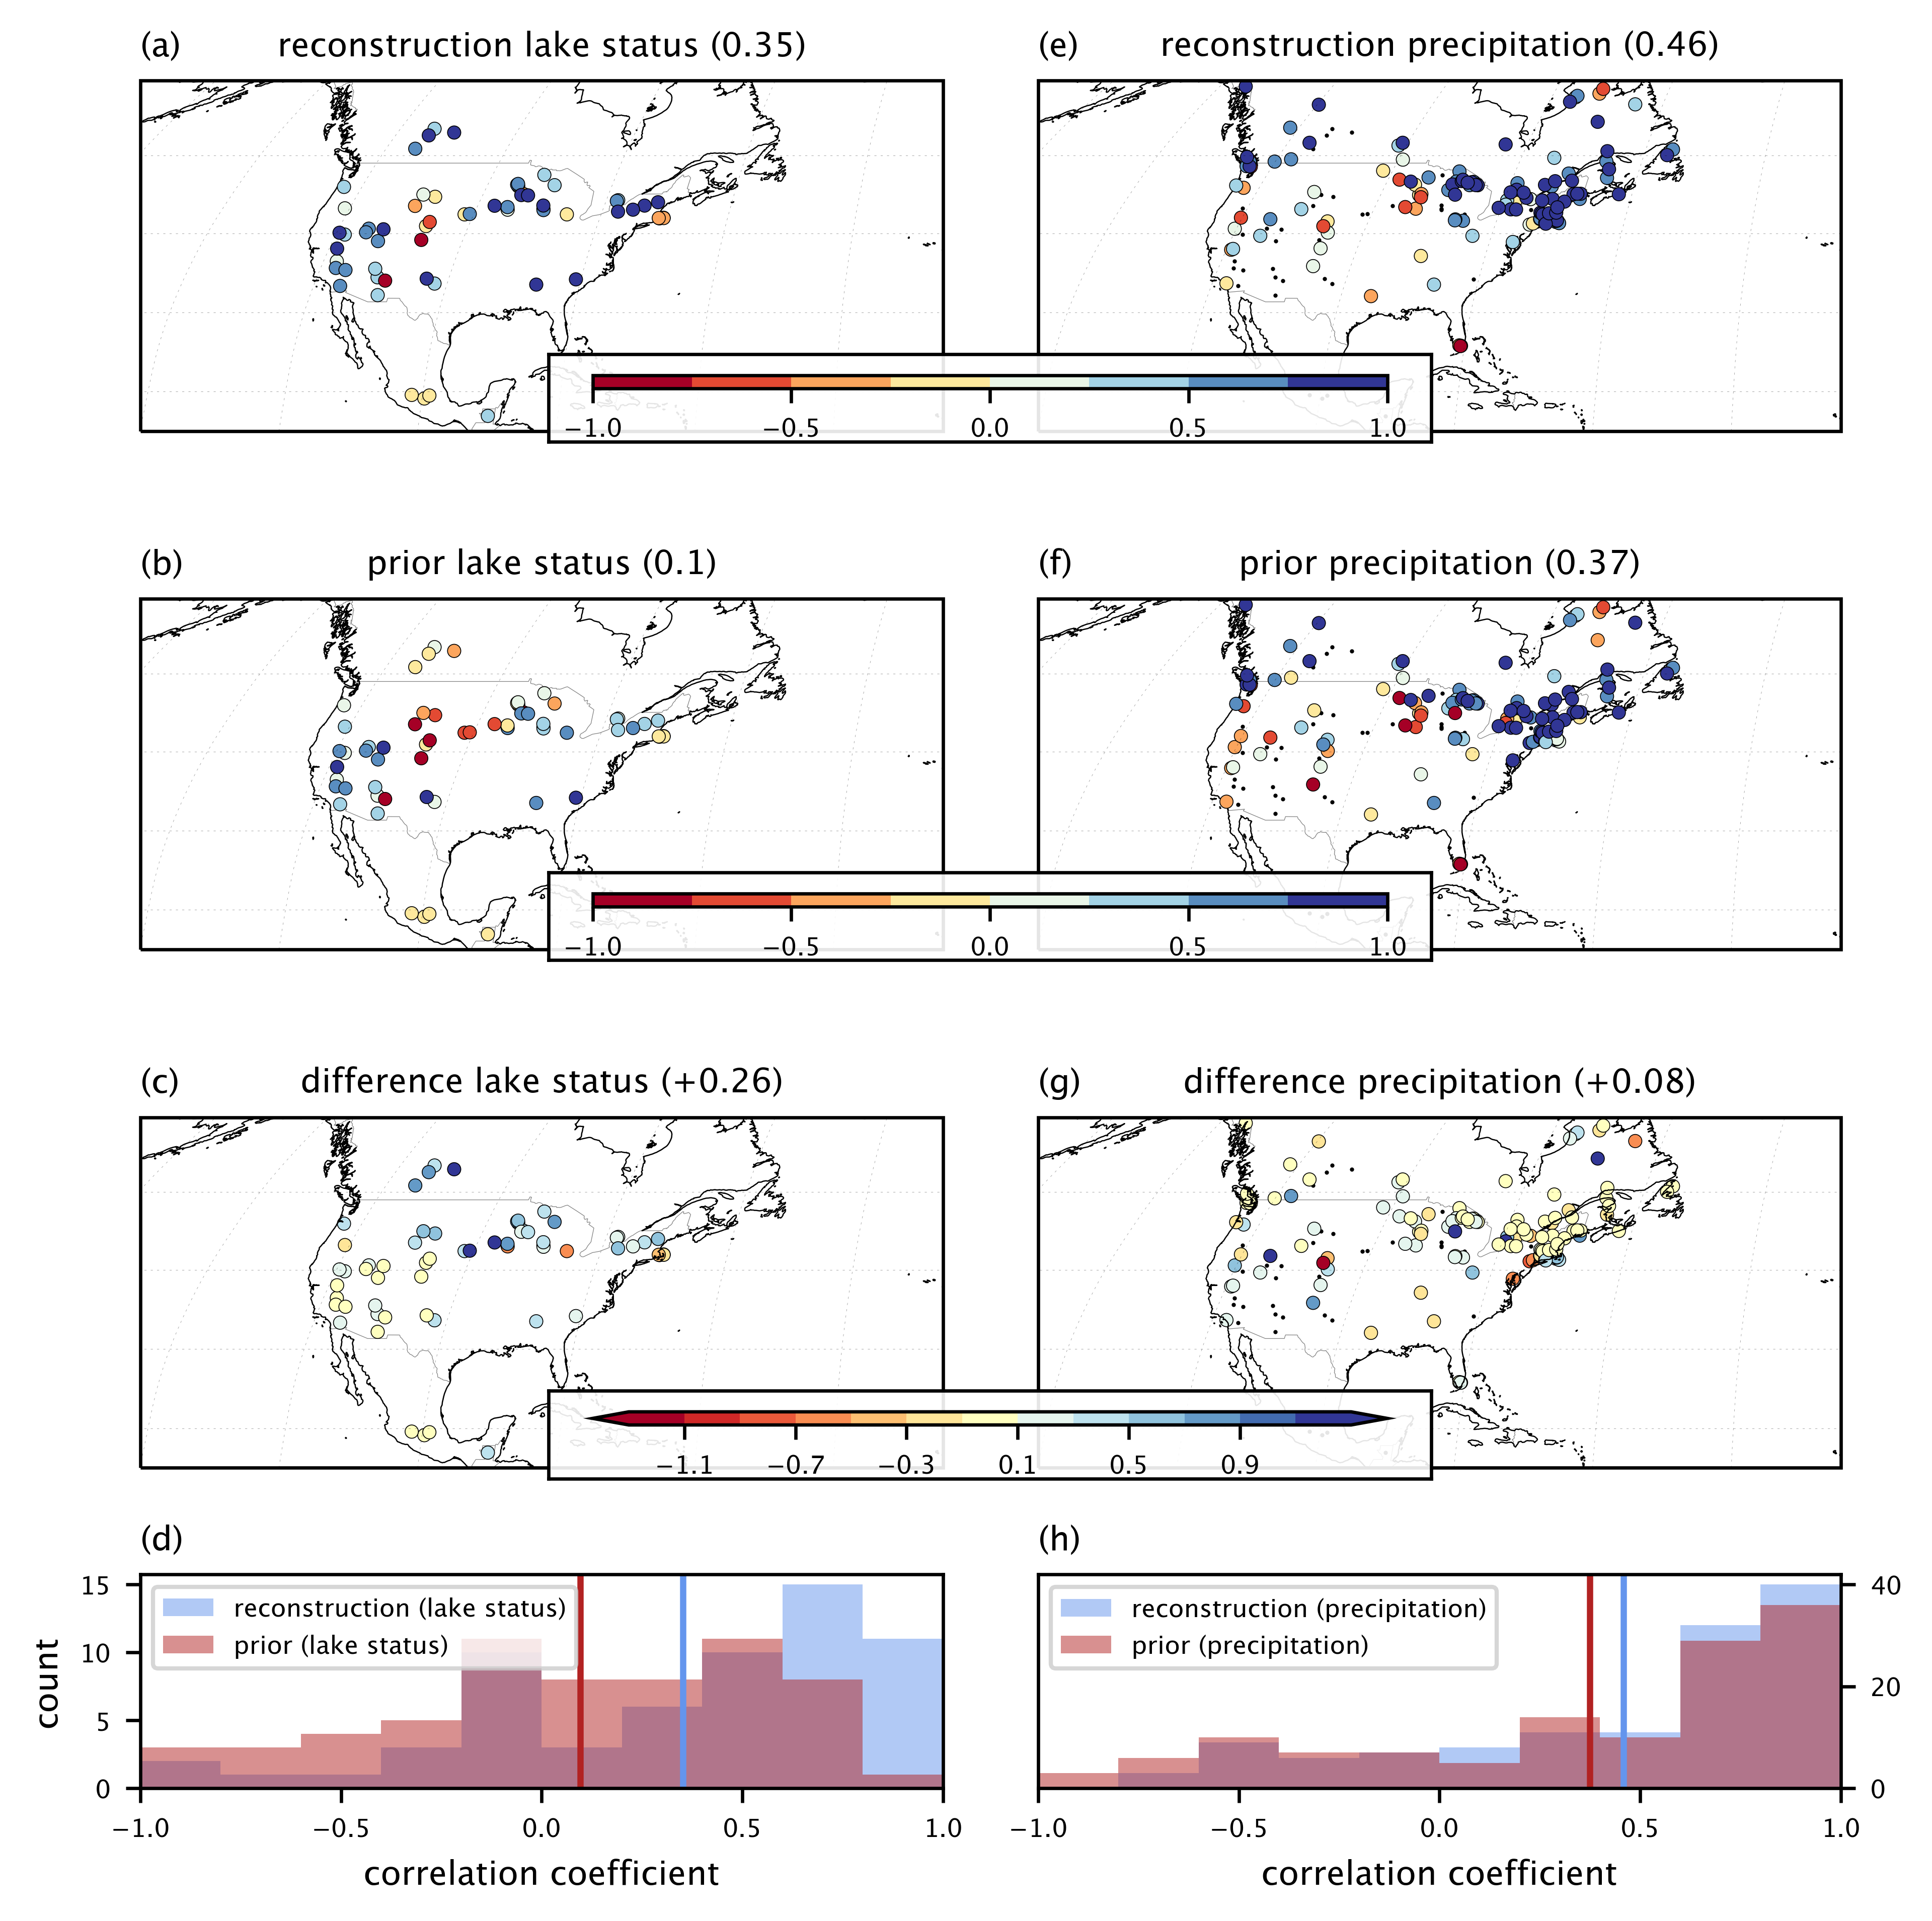 (a) reconstruction lake status (0.35)
(e) reconstruction precipitation (0.46)
−1.0 −0.5 0.0 0.5 1.0
(b) prior lake status (0.1)
(f) prior precipitation (0.37)
−1.0 −0.5 0.0 0.5 1.0
(c) difference lake status (+0.26)
(g) difference precipitation (+0.08)
−1.1 −0.7 −0.3 0.1 0.5 0.9
(d)
15
10
5
0
count
reconstruction (lake status)
prior (lake status)
−1.0 −0.5 0.0 0.5 1.0
correlation coefficient
(h)
reconstruction (precipitation)
prior (precipitation)
40
20
0
−1.0 −0.5 0.0 0.5 1.0
correlation coefficient